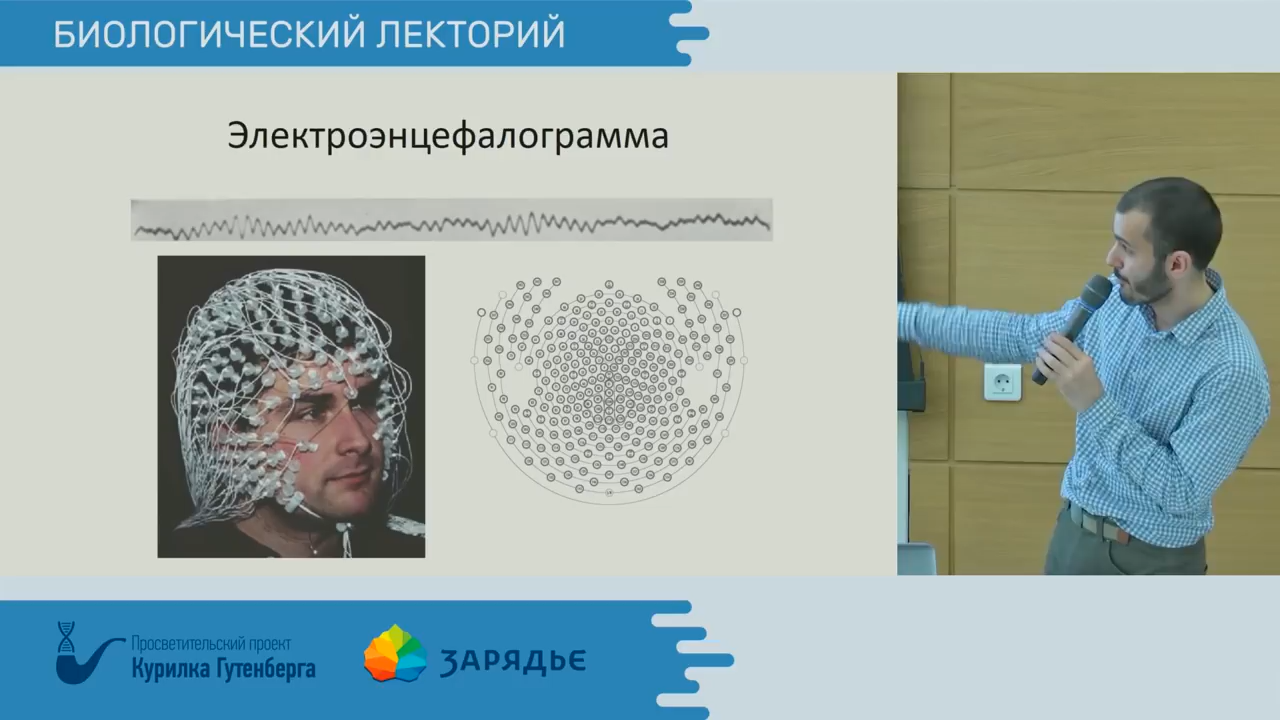 БИОЛОГИЧЕСКИЙ ЛЕКТОРИЙ
Электроэнцефалограмма
Просветительский проект
Курилка Гутенберга
ЗАРЯДЬЕ